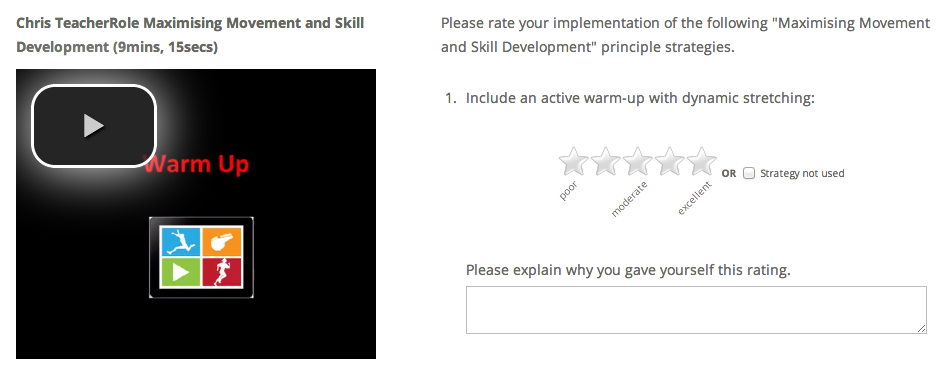 Chris TeacherRole Maximising Movement and Skill
Development (9mins, 15secs)
Warm Up
Please rate your implementation of the following "Maximising Movement
and Skill Development" principle strategies.
1. Include an active warm-up with dynamic stretching:
OR Strategy not used
poor
moderate
excellent
Please explain why you gave yourself this rating.